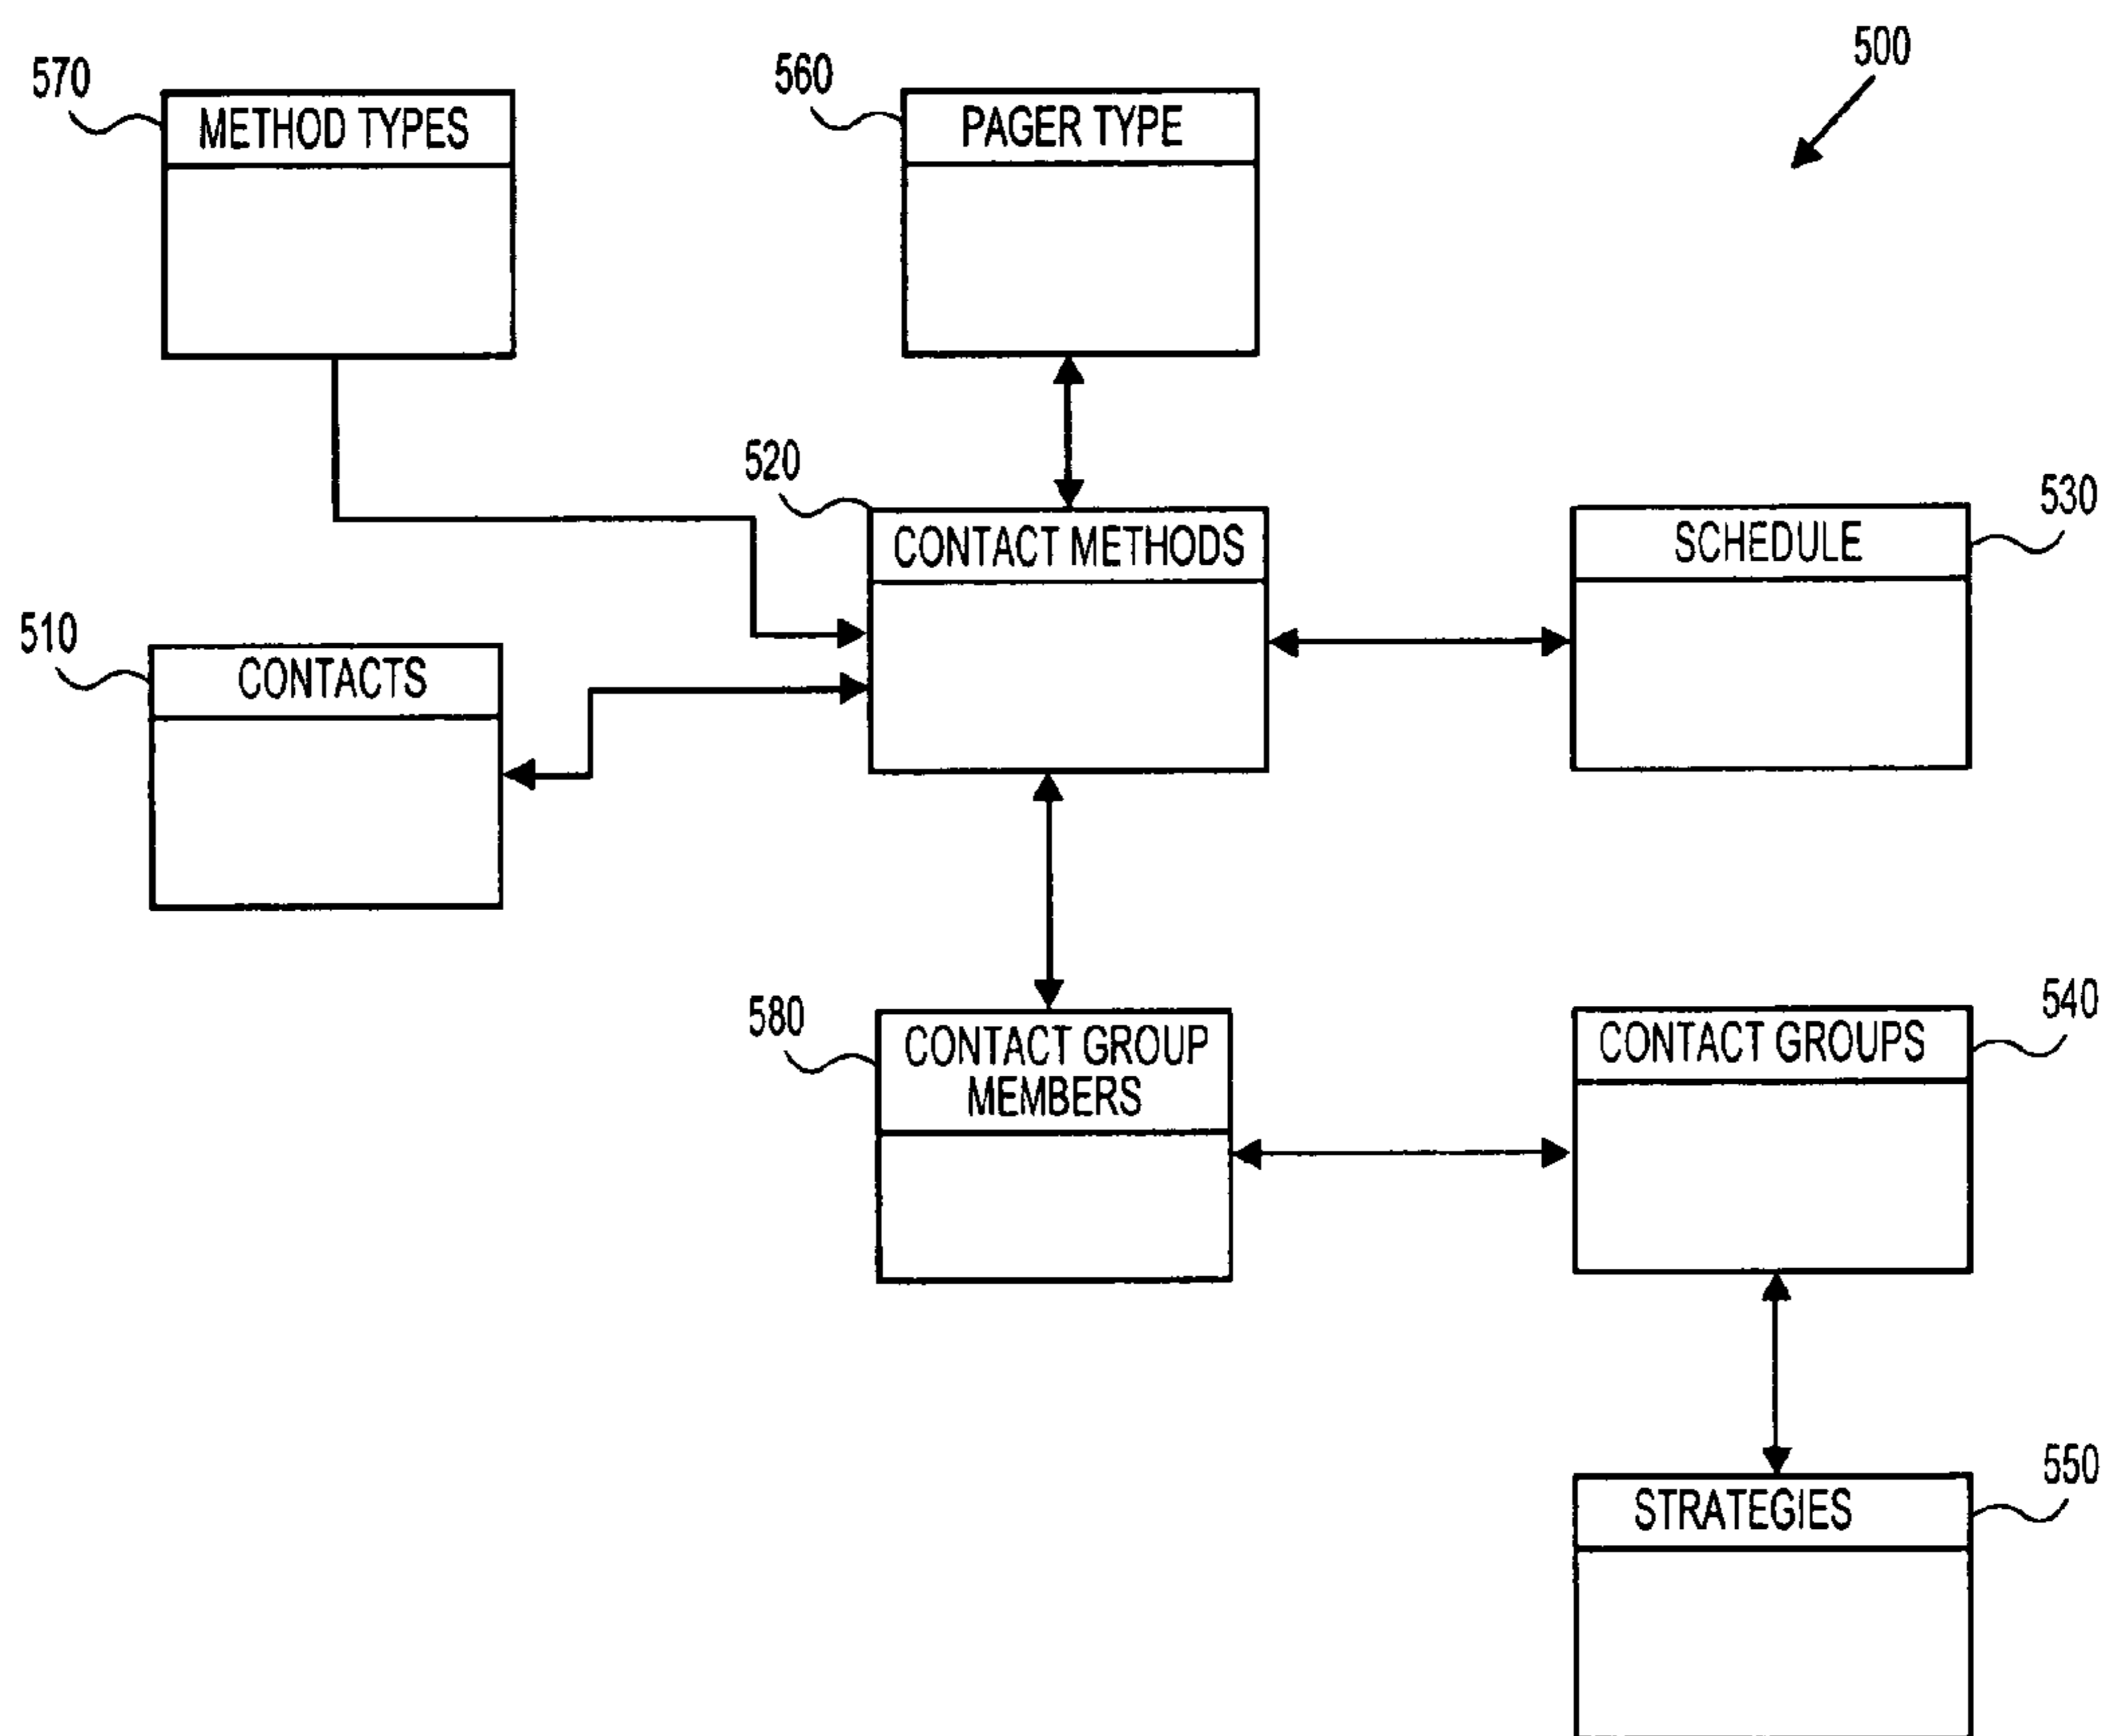 500
570
METHOD TYPES
560
PAGER TYPE
520
CONTACT METHODS
530
SCHEDULE
510
CONTACTS
580
CONTACT GROUP
MEMBERS
540
CONTACT GROUPS
550
STRATEGIES